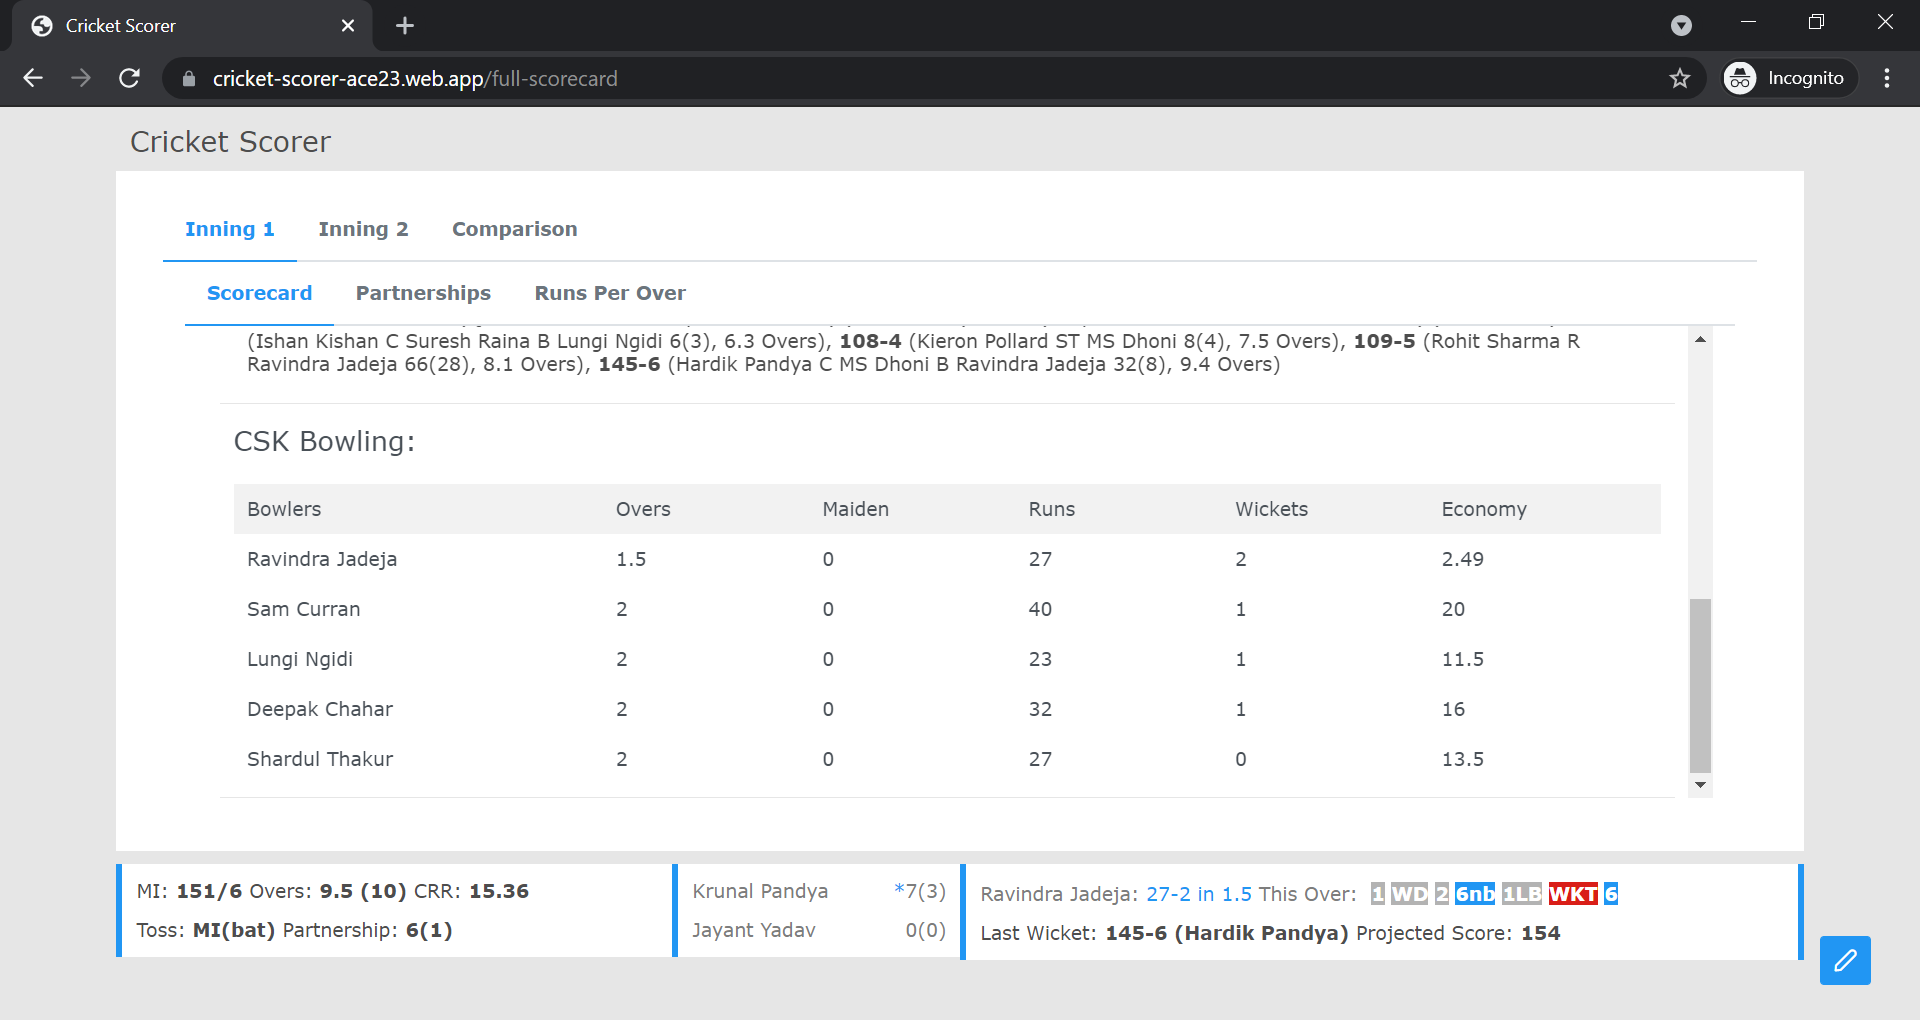 Cricket Scorer
cricket-scorer-ace23.web.app/full-scorecard
Incognito
Cricket Scorer
Inning 1 Inning 2 Comparison
Scorecard Partnerships Runs Per Over
(Ishan Kishan C Suresh Raina B Lungi Ngidi 6(3), 6.3 Overs), 108-4 (Kieron Pollard ST MS Dhoni 8(4), 7.5 Overs), 109-5 (Rohit Sharma R
Ravindra Jadeja 66(28), 8.1 Overs), 145-6 (Hardik Pandya C MS Dhoni B Ravindra Jadeja 32(8), 9.4 Overs)
CSK Bowling:
Bowlers Overs Maiden Runs Wickets Economy
Ravindra Jadeja 1.5 0 27 2 2.49
Sam Curran 2 0 40 1 20
Lungi Ngidi 2 0 23 1 11.5
Deepak Chahar 2 0 32 1 16
Shardul Thakur 2 0 27 0 13.5
MI: 151/6 Overs: 9.5 (10) CRR: 15.36
Toss: MI(bat) Partnership: 6(1)
Krunal Pandya *7(3)
Jayant Yadav 0(0)
Ravindra Jadeja: 27-2 in 1.5 This Over: 1 WD 2 6nb 1LB WKT 6
Last Wicket: 145-6 (Hardik Pandya) Projected Score: 154